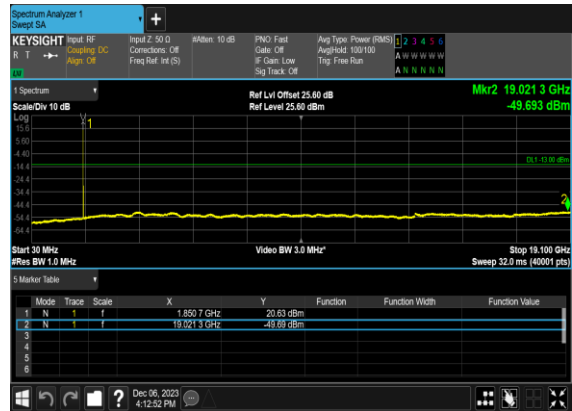 Spectrum Analyzer 1
Swept SA
KEYSIGHT Input: RF Input Z: 50 Ω #Atten: 10 dB PNO: Fast Avg Type: Power (RMS) 1 2 3 4 5 6
R T Coupling: DC Corrections: Off Gate: Off Avg|Hold: 100/100 A W W W W W
Align: Off Freq Ref: Int (S) IF Gain: Low Trig: Free Run
Sig Track: Off A N N N N N
1 Spectrum
Ref Lvl Offset 25.60 dB Mkr2 19.021 3 GHz
Scale/Div 10 dB Ref Level 25.60 dBm -49.693 dBm
Log
1
15.6
5.60
-4.40
DL1 -13.00 dBm
-14.4
-24.4
-34.4
2
-44.4
-54.4
-64.4
Start 30 MHz Video BW 3.0 MHz* Stop 19.100 GHz
#Res BW 1.0 MHz Sweep 32.0 ms (40001 pts)
5 Marker Table
Mode Trace Scale X Y Function Function Width Function Value
1 N 1 f 1.850 7 GHz 20.63 dBm
2 N 1 f 19.021 3 GHz -49.69 dBm
3
4
5
6
? Dec 06, 2023
4:12:52 PM